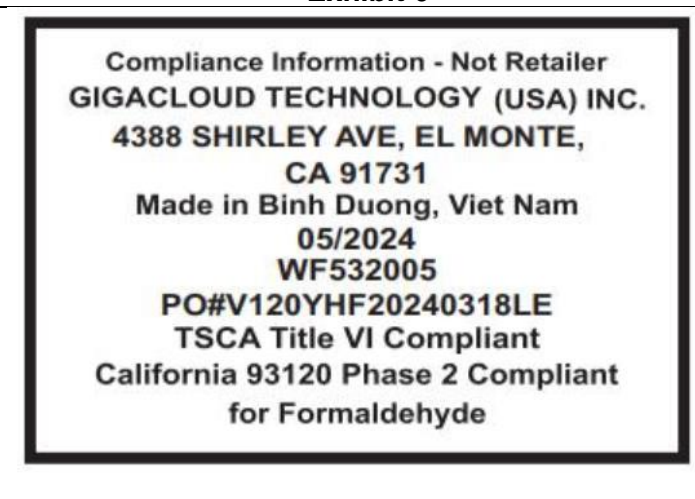 Compliance Information - Not Retailer
GIGACLOUD TECHNOLOGY (USA) INC.
4388 SHIRLEY AVE, EL MONTE,
CA 91731
Made in Binh Duong, Viet Nam
05/2024
WF532005
PO#V120YHF20240318LE
TSCA Title VI Compliant
California 93120 Phase 2 Compliant
for Formaldehyde